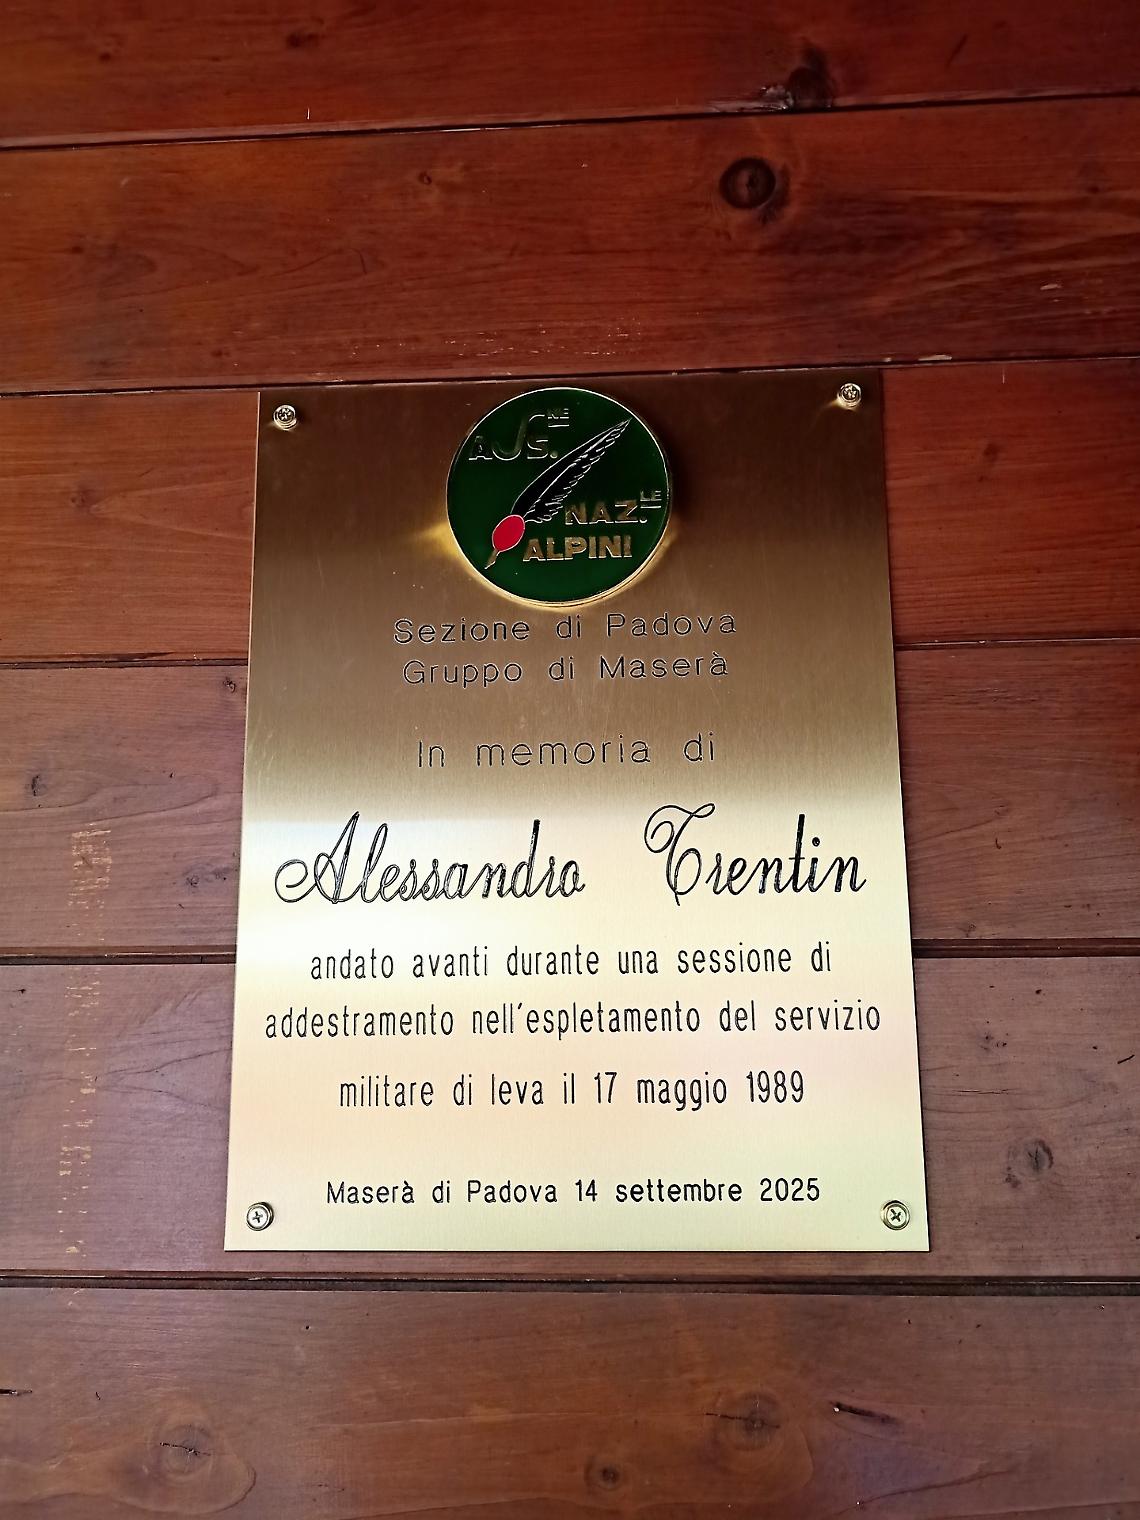 ASS.NE
NAZ.LE
ALPINI
Sezione di Padova
Gruppo di Maserà
In memoria di
Alessandro Trentin
andato avanti durante una sessione di
addestramento nell'espletamento del servizio
militare di leva il 17 maggio 1989
Maserà di Padova 14 settembre 2025